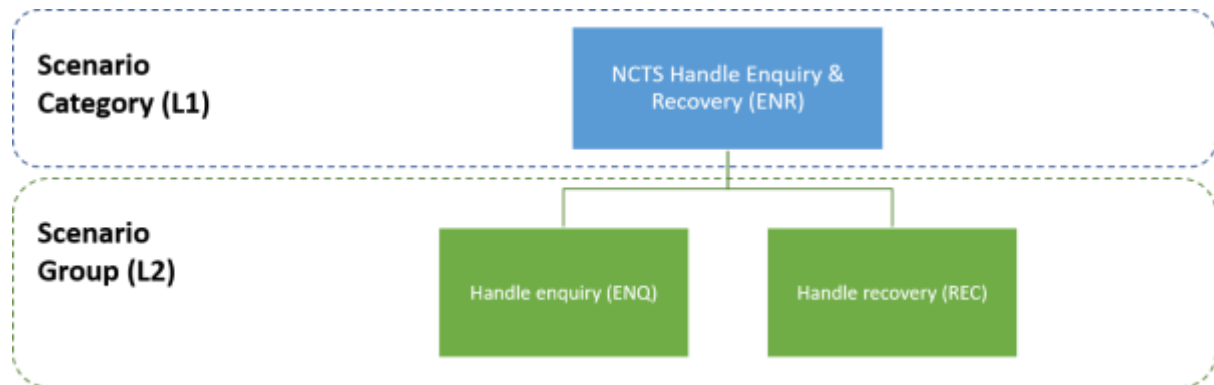 Scenario
Category (L1)
NCTS Handle Enquiry &
Recovery (ENR)
Scenario
Group (L2)
Handle enquiry (ENQ)
Handle recovery (REC)